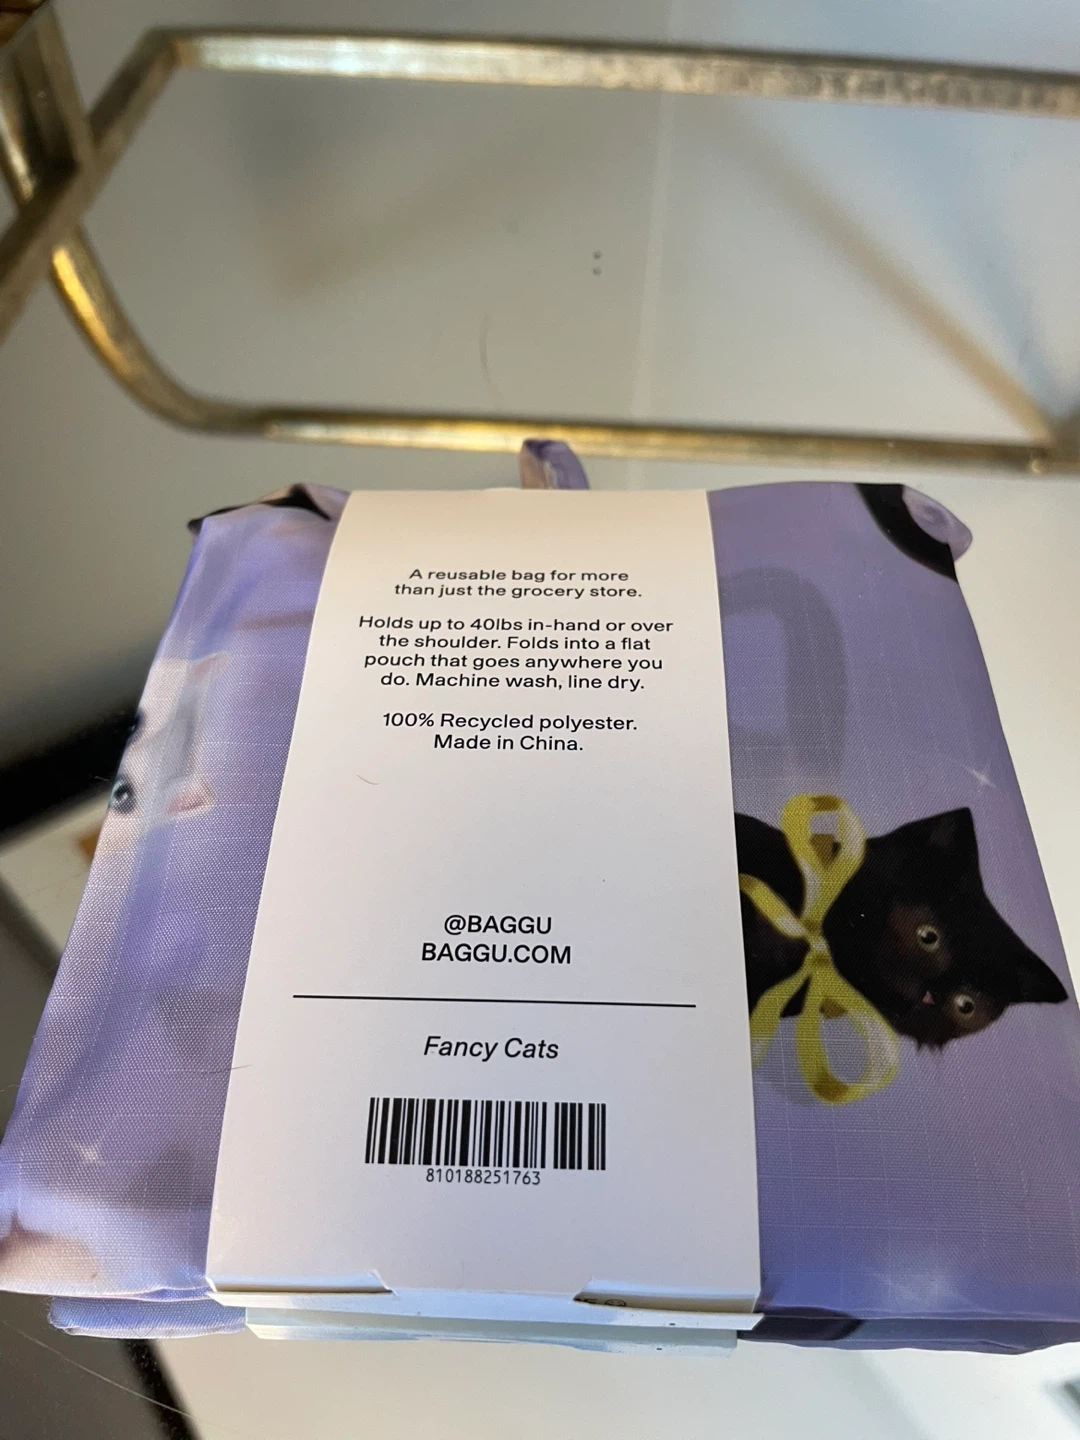 A reusable bag for more
than just the grocery store.
Holds up to 40lbs in-hand or over
the shoulder. Folds into a flat
pouch that goes anywhere you
do. Machine wash, line dry.
100% Recycled polyester.
Made in China.
@BAGGU
BAGGU.COM
Fancy Cats
810188251763